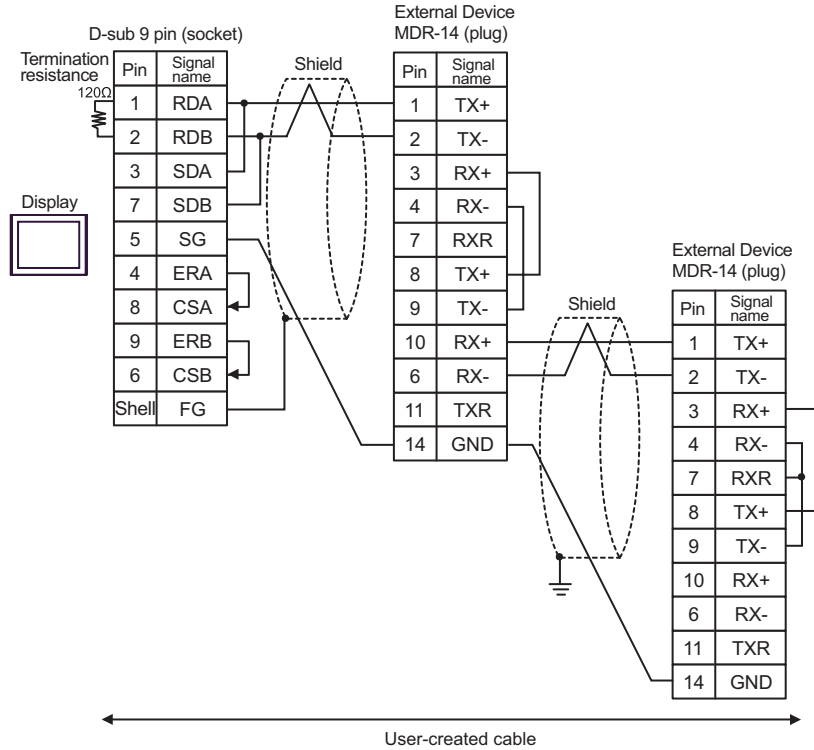 External Device
MDR-14 (plug)
D-sub 9 pin (socket)
Termination
resistance
120Ω
Display
Pin Signal name
1 RDA
2 RDB
3 SDA
7 SDB
5 SG
4 ERA
8 CSA
9 ERB
6 CSB
Shell FG
Shield
Pin Signal name
1 TX+
2 TX-
3 RX+
4 RX-
7 RXR
8 TX+
9 TX-
10 RX+
6 RX-
11 TXR
14 GND
Shield
External Device
MDR-14 (plug)
Pin Signal name
1 TX+
2 TX-
3 RX+
4 RX-
7 RXR
8 TX+
9 TX-
10 RX+
6 RX-
11 TXR
14 GND
User-created cable